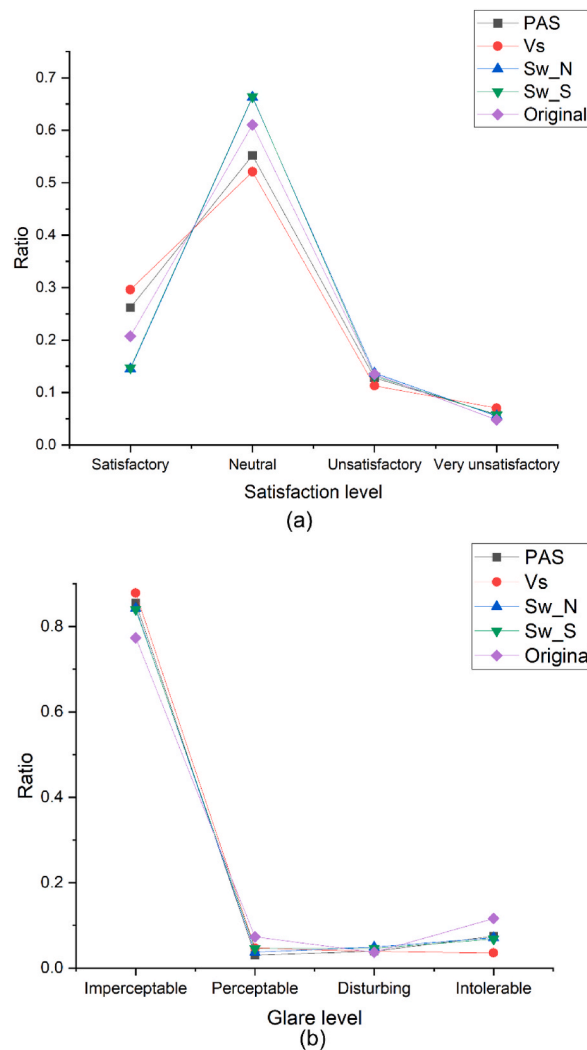 PAS
Vs
Sw_N
Sw_S
Original
0.7
0.6
0.5
0.4
0.3
0.2
0.1
0.0
Ratio
Satisfactory Neutral Unsatisfactory Very unsatisfactory
Satisfaction level
(a)
PAS
Vs
Sw_N
Sw_S
Original
0.8
0.6
0.4
0.2
0.0
Ratio
Imperceptable Perceptable Disturbing Intolerable
Glare level
(b)